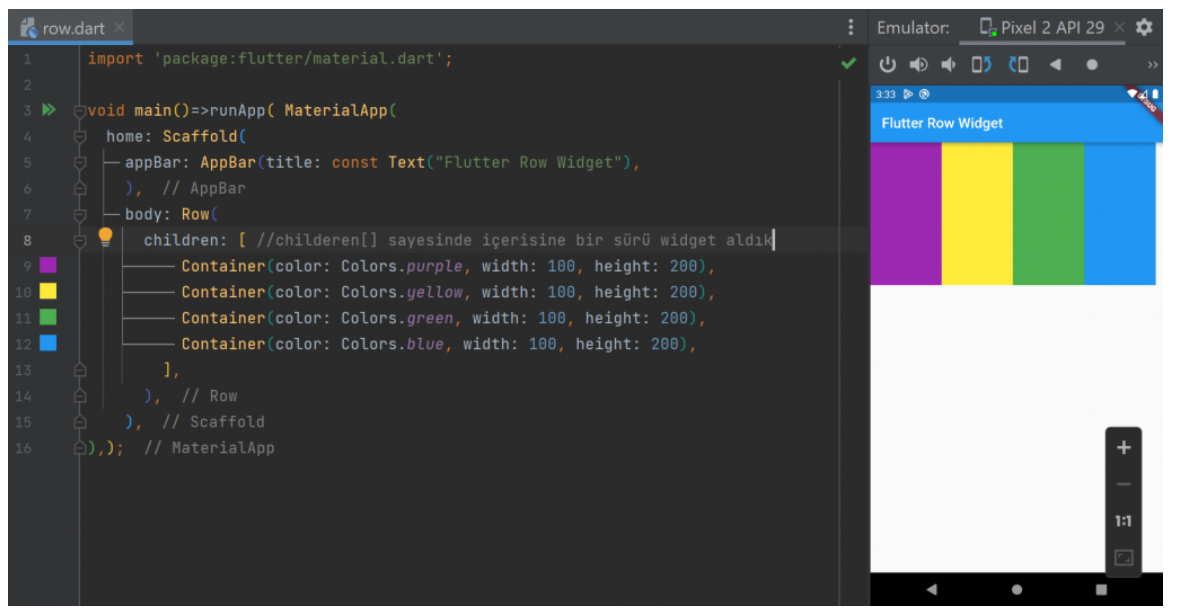 row.dart
Emulator: Pixel 2 API 29
1 import 'package:flutter/material.dart';
2
3 void main()=>runApp( MaterialApp(
4 home: Scaffold(
5 appBar: AppBar(title: const Text("Flutter Row Widget"),
6 ), // AppBar
7 body: Row(
8 children: [ //childeren[] sayesinde içerisine bir sürü widget aldık
9 Container(color: Colors.purple, width: 100, height: 200),
10 Container(color: Colors.yellow, width: 100, height: 200),
11 Container(color: Colors.green, width: 100, height: 200),
12 Container(color: Colors.blue, width: 100, height: 200),
13 ],
14 ), // Row
15 ), // Scaffold
16 ),); // MaterialApp
3:33
DEBUG
Flutter Row Widget
1:1